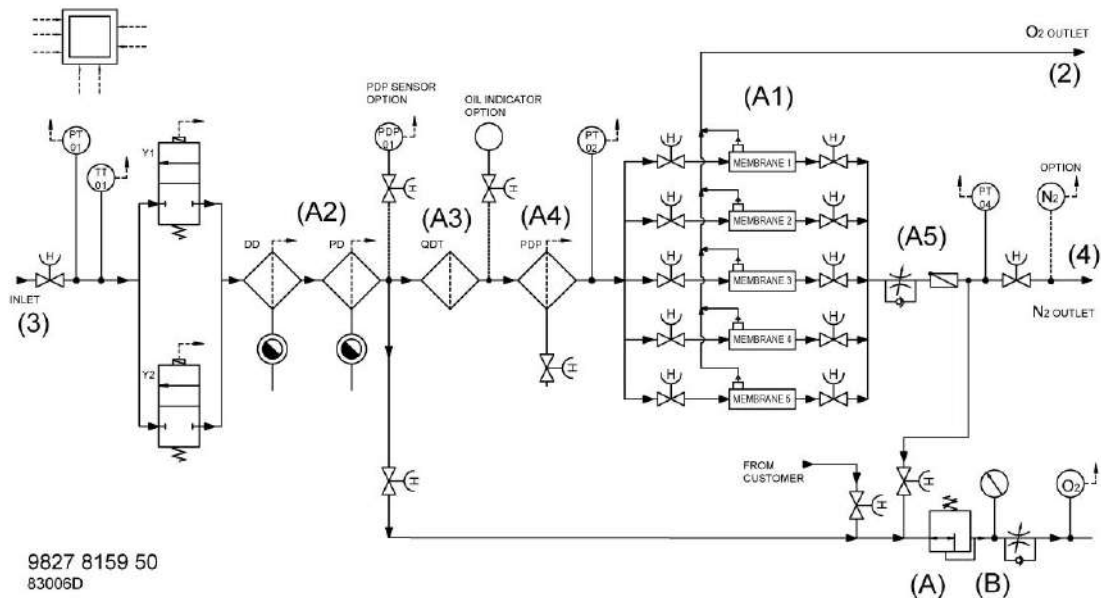 O2 OUTLET
(2)
PDP SENSOR
OPTION
OIL INDICATOR
OPTION
(A1)
PT
01
TT
01
Y1
PDP
01
PT
02
H
H
H
H
MEMBRANE 1
H
H
MEMBRANE 2
H
OPTION
PT
04
N2
(A2)
(A3)
(A4)
DD
PD
QDT
PDP
H
MEMBRANE 3
H
(A5)
H
(4)
N2 OUTLET
H
INLET
(3)
H
MEMBRANE 4
H
Y2
H
H
MEMBRANE 5
H
FROM
CUSTOMER
H
H
H
O2
(A)
(B)
9827 8159 50
83006D